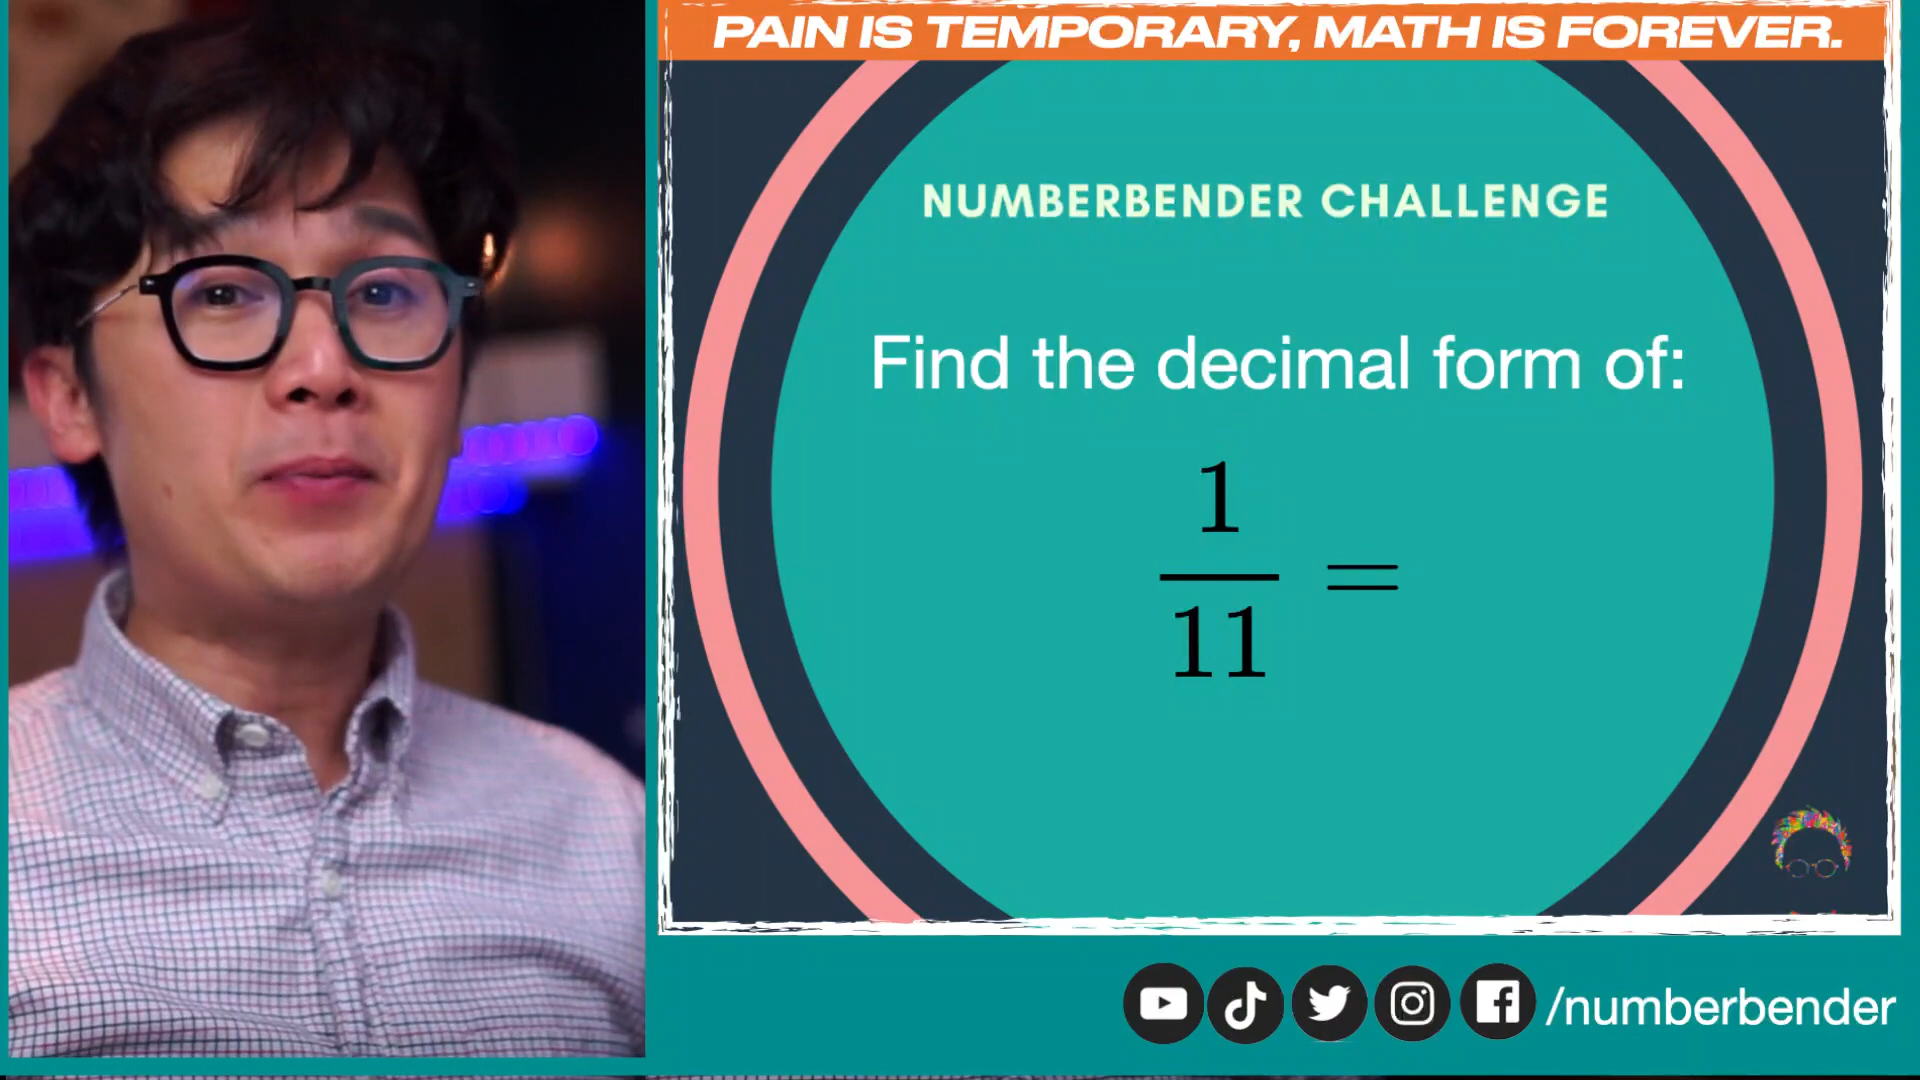 PAIN IS TEMPORARY, MATH IS FOREVER.
NUMBERBENDER CHALLENGE
Find the decimal form of:
1
11 =
/numberbender